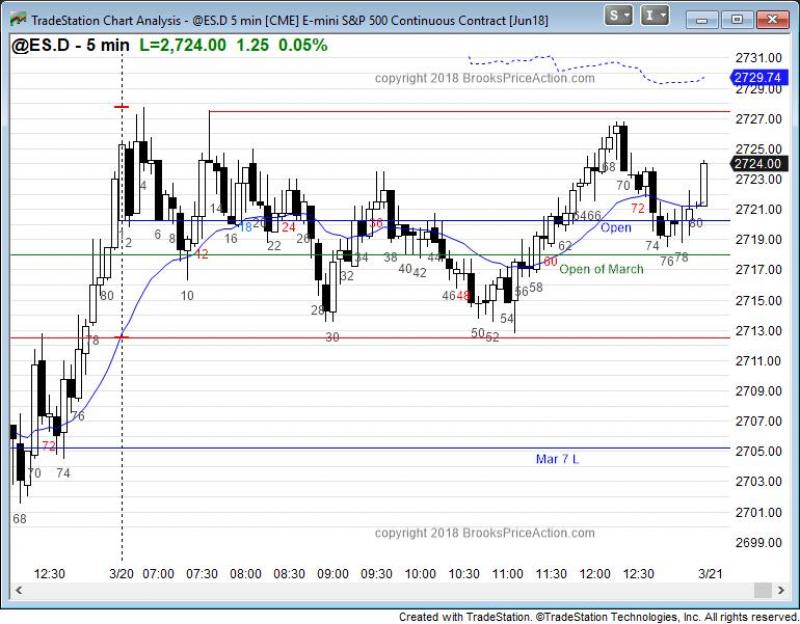 TradeStation Chart Analysis - @ES.D 5 min [CME] E-mini S&P 500 Continuous Contract [Jun18]
S I
@ES.D - 5 min L=2,724.00 1.25 0.05%
copyright 2018 BrooksPriceAction.com
2731.00
2729.74
2729.00
2727.00
2725.00
2724.00
2723.00
2721.00
2719.00
2717.00
2715.00
2713.00
2711.00
2709.00
2707.00
2705.00
2703.00
2701.00
2699.00
68 70 72 74 76 78 80
2 4 6 8 10 12 14 16 18 20 22 24 26 28 30 32 34 36 38 40 42 44 46 48 50 52 54 56 58 60 62 64 66 68 70 72 74 76 78 80
Open
Open of March
Mar 7 L
copyright 2018 BrooksPriceAction.com
12:30 3/20 07:00 07:30 08:00 08:30 09:00 09:30 10:00 10:30 11:00 11:30 12:00 12:30 3/21
Created with TradeStation. ©TradeStation Technologies, Inc. All rights reserved.